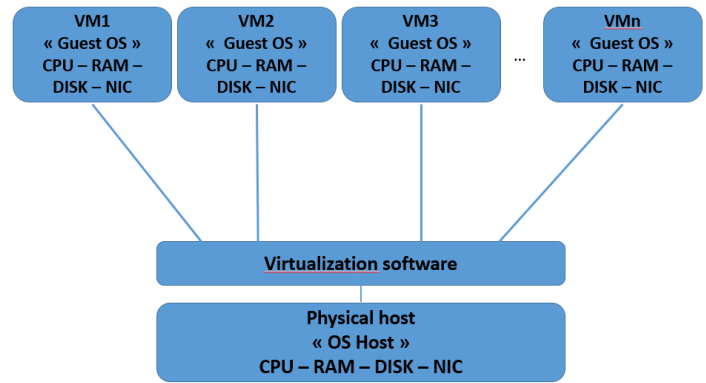 VM1
« Guest OS »
CPU – RAM –
DISK – NIC
VM2
« Guest OS »
CPU – RAM –
DISK – NIC
VM3
« Guest OS »
CPU – RAM –
DISK – NIC
...
VMn
« Guest OS »
CPU – RAM –
DISK – NIC
Virtualization software
Physical host
« OS Host »
CPU – RAM – DISK – NIC